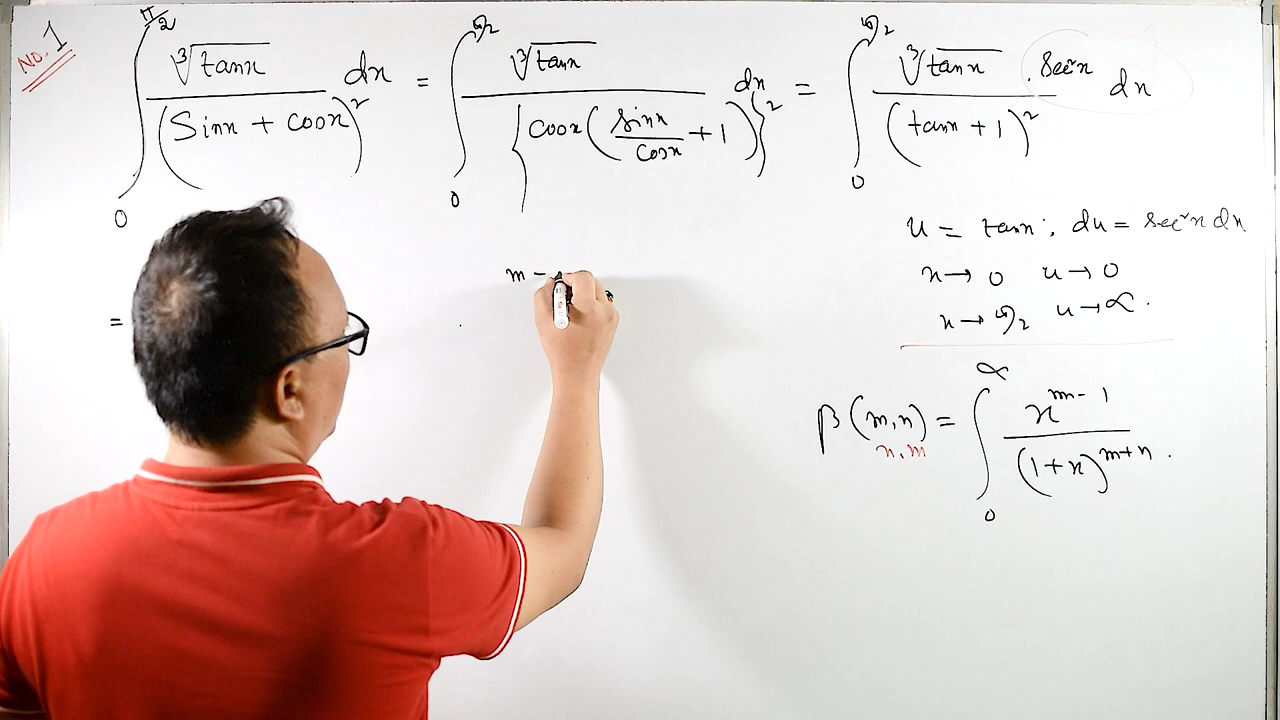 No. 1
∫₀^{π/2} ∛(tanx) / (Sinx + cosx)² dx = ∫₀^{π/2} ∛(tanx) / {cosx (sinx/cosx + 1)}² dx = ∫₀^{π/2} ∛(tanx) . sec²x / (tanx + 1)² dx
u = tanx ; du = sec²x dx
x → 0 u → 0
x → π/2 u → ∞ .
=
m -
β (m,n) = ∫₀^∞ x^{m-1} / (1+x)^{m+n} .
n,m